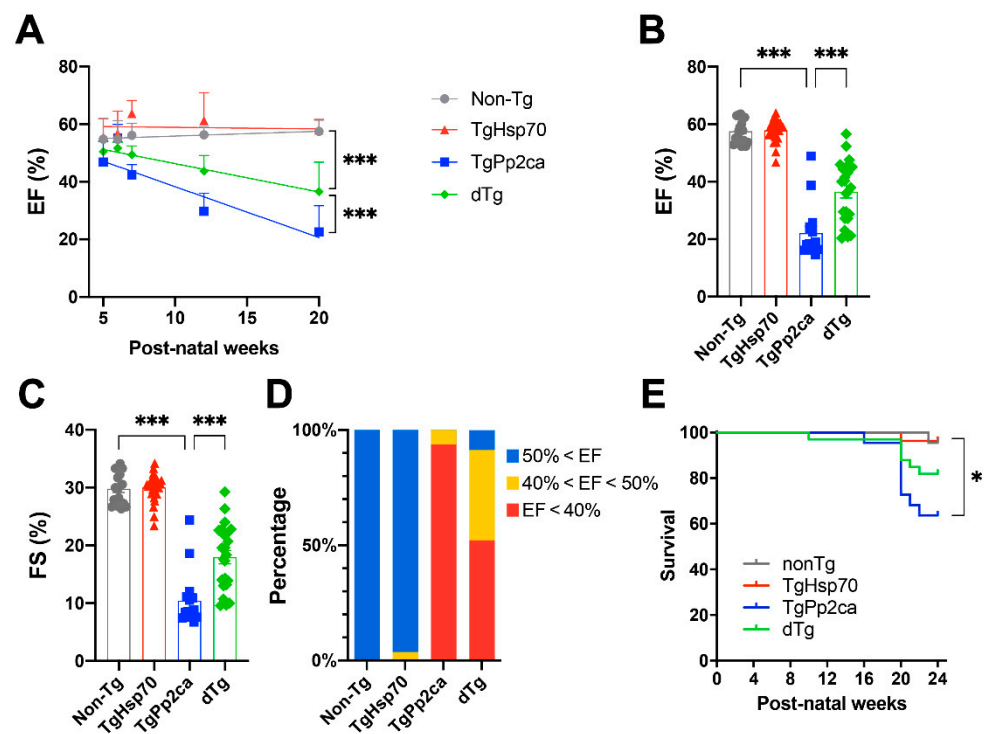 A
80
60
40
20
0
EF (%)
5
10
15
20
Post-natal weeks
***
***
Non-Tg
TgHsp70
TgPp2ca
dTg
B
80
60
40
20
0
EF (%)
***
***
Non-Tg
TgHsp70
TgPp2ca
dTg
C
40
30
20
10
0
FS (%)
***
***
Non-Tg
TgHsp70
TgPp2ca
dTg
D
100%
50%
0%
Percentage
Non-Tg
TgHsp70
TgPp2ca
dTg
50% < EF
40% < EF < 50%
EF < 40%
E
100
80
60
40
20
0
Survival
0
4
8
12
16
20
24
Post-natal weeks
*
nonTg
TgHsp70
TgPp2ca
dTg